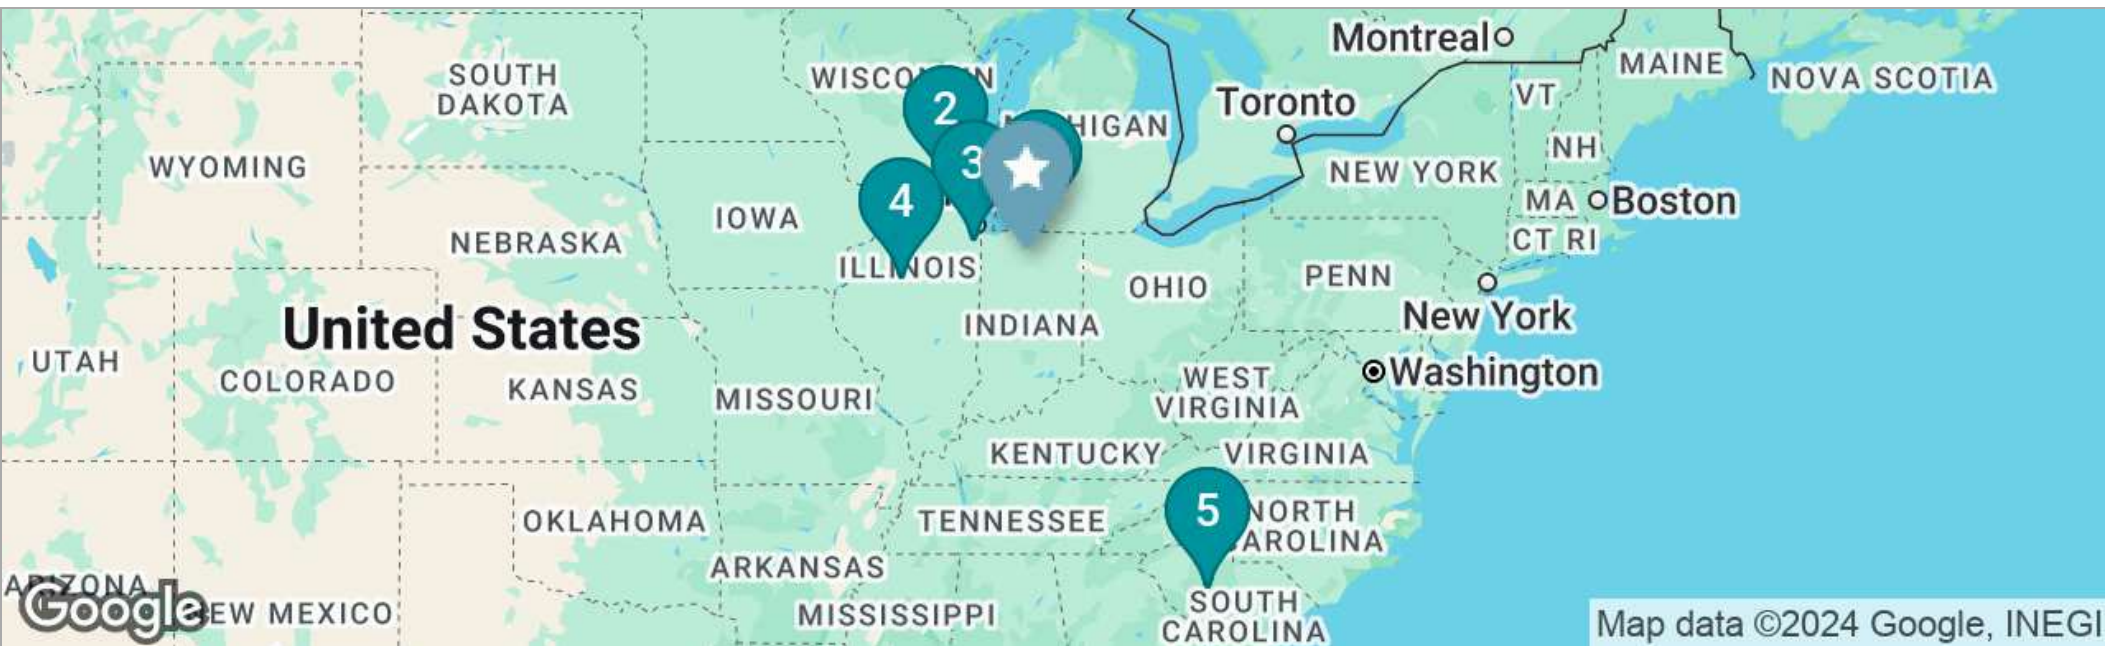 Montreal
MAINE
NOVA SCOTIA
SOUTH
DAKOTA
WISCONSIN
2
VT
Toronto
MICHIGAN
NH
WYOMING
3
NEW YORK
4
MA
Boston
IOWA
NEBRASKA
CT RI
ILLINOIS
PENN
OHIO
United States
INDIANA
New York
UTAH
COLORADO
KANSAS
MISSOURI
WEST
VIRGINIA
Washington
KENTUCKY
VIRGINIA
5
OKLAHOMA
TENNESSEE
NORTH
CAROLINA
ARKANSAS
ARIZONA
Google
NEW MEXICO
MISSISSIPPI
SOUTH
CAROLINA
Map data ©2024 Google, INEGI